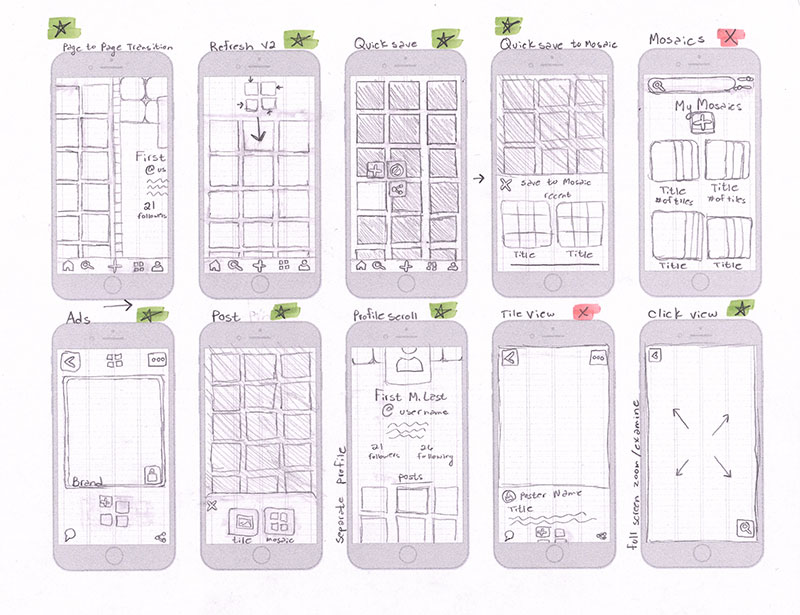 Page to Page Transition
First
@ us
21
followers
Refresh V2
Quick save
Quick save to Mosaic
X save to Mosaic
recent
Title
Title
Mosaics X
My Mosaics
Title
# of tiles
Title
# of tiles
Title
Title
Ads
Brand
Post
X
tile
mosaic
Profile scroll
separate profile
First M. Last
@ username
21
followers
26
following
posts
Tile view X
Poster Name
Title
Click view
full screen zoom/examine